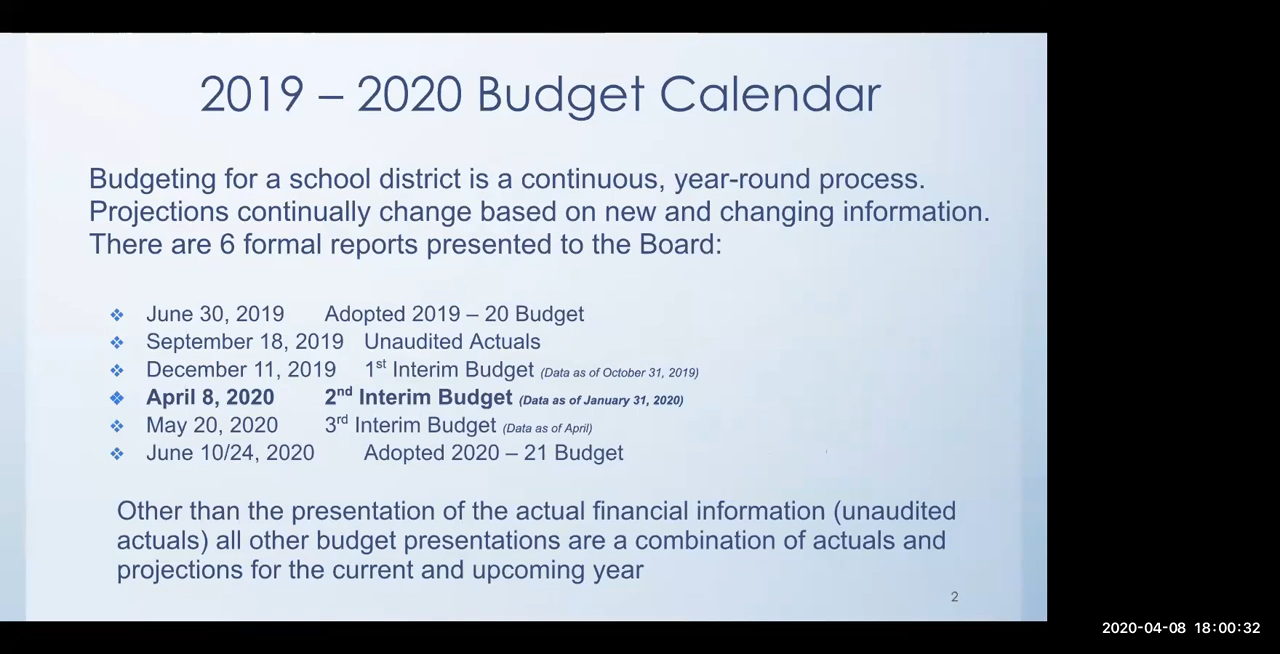 2019 – 2020 Budget Calendar
Budgeting for a school district is a continuous, year-round process.
Projections continually change based on new and changing information.
There are 6 formal reports presented to the Board:
❖ June 30, 2019 Adopted 2019 – 20 Budget
❖ September 18, 2019 Unaudited Actuals
❖ December 11, 2019 1st Interim Budget (Data as of October 31, 2019)
❖ April 8, 2020 2nd Interim Budget (Data as of January 31, 2020)
❖ May 20, 2020 3rd Interim Budget (Data as of April)
❖ June 10/24, 2020 Adopted 2020 – 21 Budget
Other than the presentation of the actual financial information (unaudited
actuals) all other budget presentations are a combination of actuals and
projections for the current and upcoming year
2
2020-04-08 18:00:32